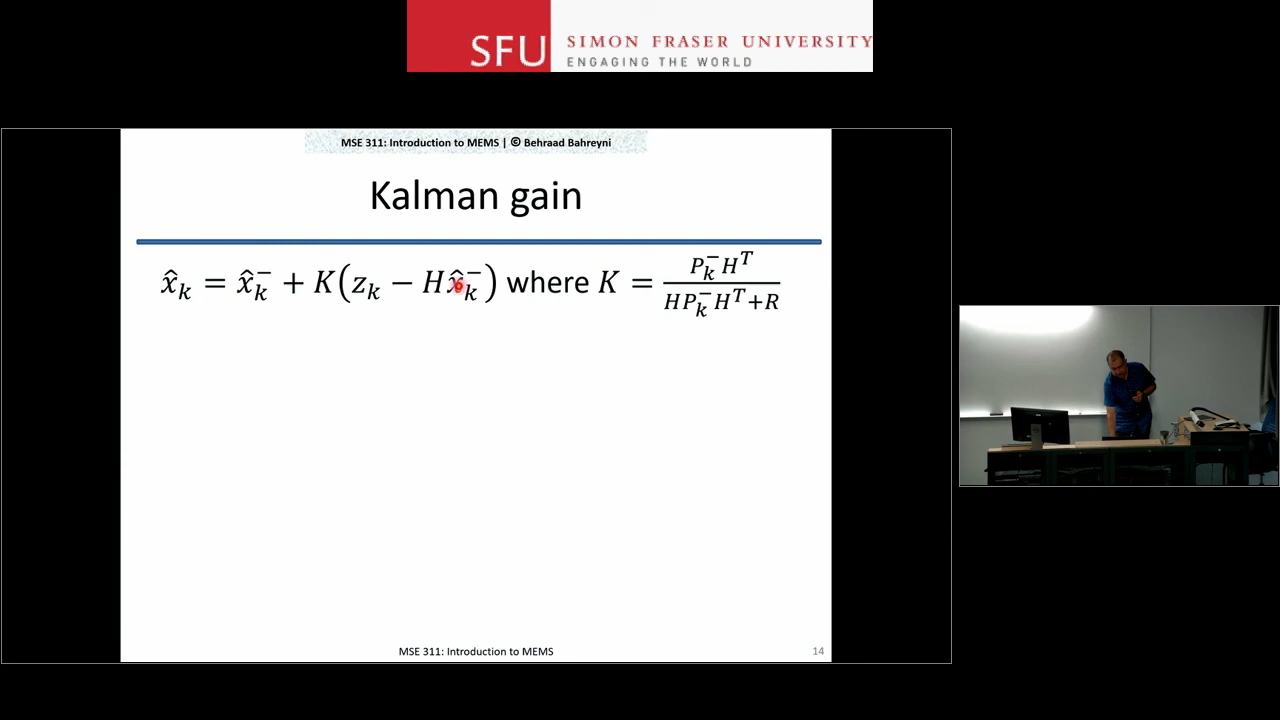 SFU SIMON FRASER UNIVERSITY
ENGAGING THE WORLD
MSE 311: Introduction to MEMS | © Behraad Bahreyni
Kalman gain
x̂ₖ = x̂ₖ⁻ + K(zₖ − Hx̂ₖ⁻) where K = Pₖ⁻Hᵀ / HPₖ⁻Hᵀ+R
MSE 311: Introduction to MEMS
14